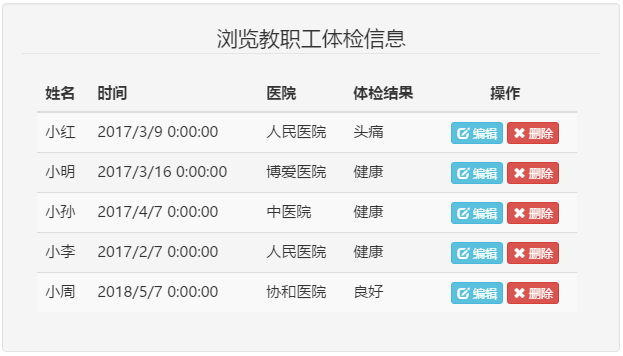 浏览教职工体检信息
姓名 时间 医院 体检结果 操作
小红 2017/3/9 0:00:00 人民医院 头痛 编辑 删除
小明 2017/3/16 0:00:00 博爱医院 健康 编辑 删除
小孙 2017/4/7 0:00:00 中医院 健康 编辑 删除
小李 2017/2/7 0:00:00 人民医院 健康 编辑 删除
小周 2018/5/7 0:00:00 协和医院 良好 编辑 删除